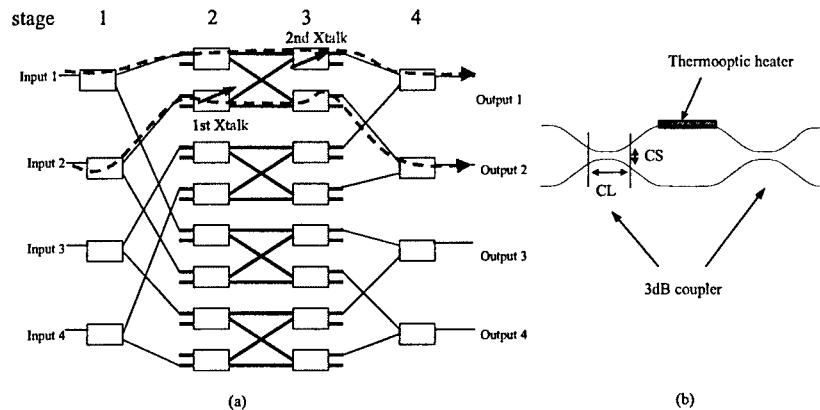 stage 1 2 3 4
2nd Xtalk
Input 1
Output 1
1st Xtalk
Input 2
Output 2
Input 3
Output 3
Input 4
Output 4
(a)
Thermooptic heater
CS
CL
3dB coupler
(b)